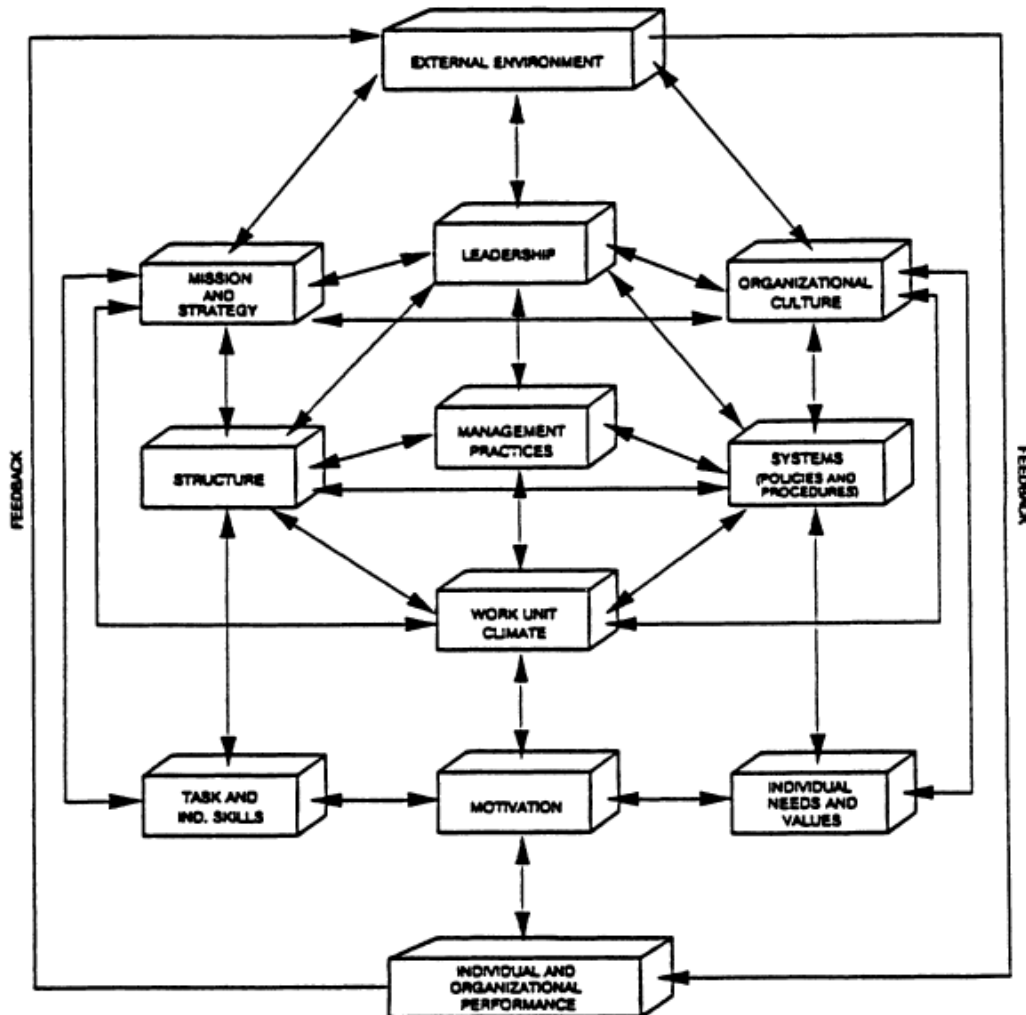 EXTERNAL ENVIRONMENT
LEADERSHIP
MISSION
AND
STRATEGY
ORGANIZATIONAL
CULTURE
MANAGEMENT
PRACTICES
STRUCTURE
SYSTEMS
(POLICIES AND
PROCEDURES)
FEEDBACK
FEEDBACK
WORK UNIT
CLIMATE
TASK AND
IND. SKILLS
MOTIVATION
INDIVIDUAL
NEEDS AND
VALUES
INDIVIDUAL AND
ORGANIZATIONAL
PERFORMANCE